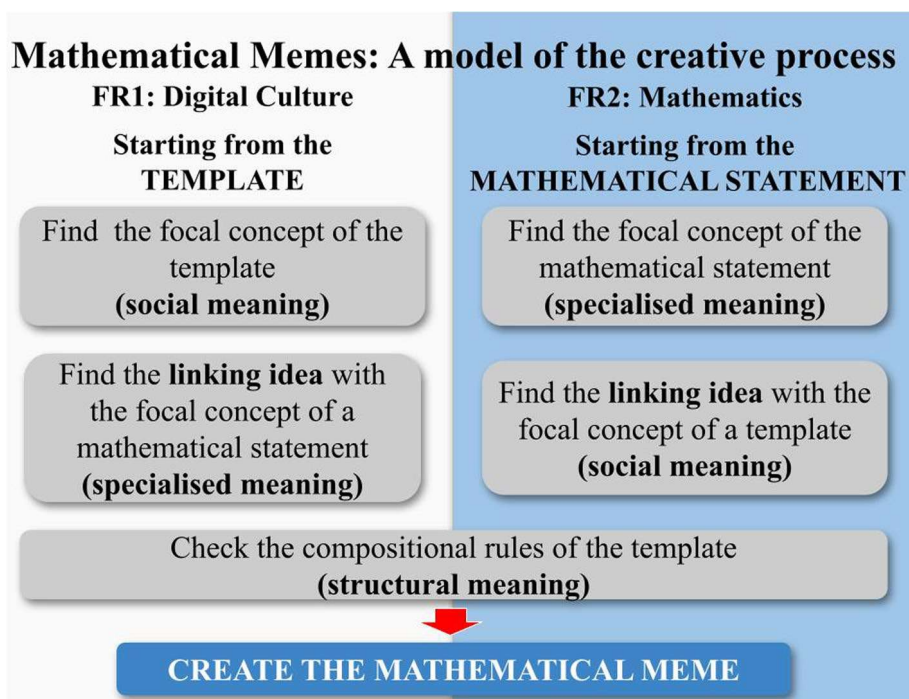 Mathematical Memes: A model of the creative process
FR1: Digital Culture
Starting from the
TEMPLATE
Find the focal concept of the
template
(social meaning)
Find the linking idea with
the focal concept of a
mathematical statement
(specialised meaning)
FR2: Mathematics
Starting from the
MATHEMATICAL STATEMENT
Find the focal concept of the
mathematical statement
(specialised meaning)
Find the linking idea with the
focal concept of a template
(social meaning)
Check the compositional rules of the template
(structural meaning)
CREATE THE MATHEMATICAL MEME